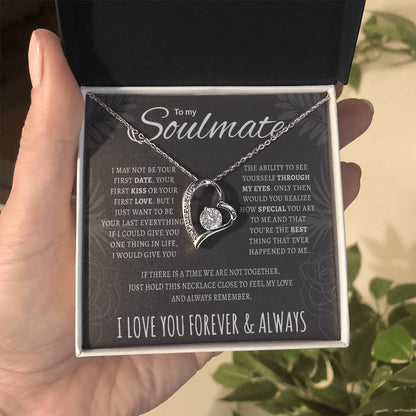 To my
Soulmate
I MAY NOT BE YOUR
FIRST DATE, YOUR
FIRST KISS OR YOUR
FIRST LOVE. BUT I
JUST WANT TO BE
YOUR LAST EVERYTHING
IF I COULD GIVE YOU
ONE THING IN LIFE,
I WOULD GIVE YOU
THE ABILITY TO SEE
YOURSELF THROUGH
MY EYES. ONLY THEN
WOULD YOU REALIZE
HOW SPECIAL YOU ARE
TO ME AND THAT
YOU'RE THE BEST
THING THAT EVER
HAPPENED TO ME.
IF THERE IS A TIME WE ARE NOT TOGETHER.
JUST HOLD THIS NECKLACE CLOSE TO FEEL MY LOVE
AND ALWAYS REMEMBER,
I LOVE YOU FOREVER & ALWAYS